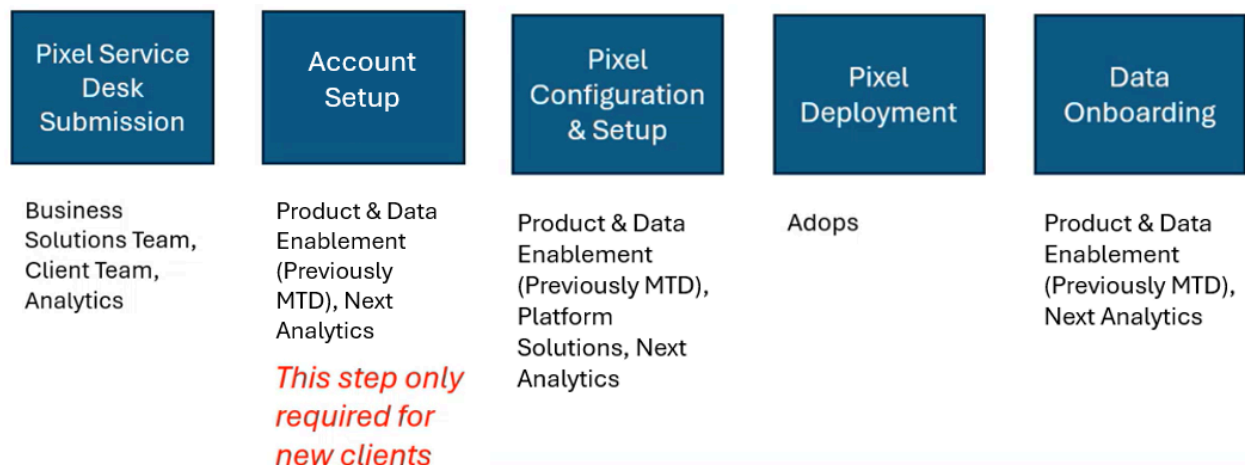 Pixel Service
Desk
Submission
Account
Setup
Pixel
Configuration
& Setup
Pixel
Deployment
Data
Onboarding
Business
Solutions Team,
Client Team,
Analytics
Product & Data
Enablement
(Previously
MTD), Next
Analytics
This step only
required for
new clients
Product & Data
Enablement
(Previously MTD),
Platform
Solutions, Next
Analytics
Adops
Product & Data
Enablement
(Previously MTD),
Next Analytics